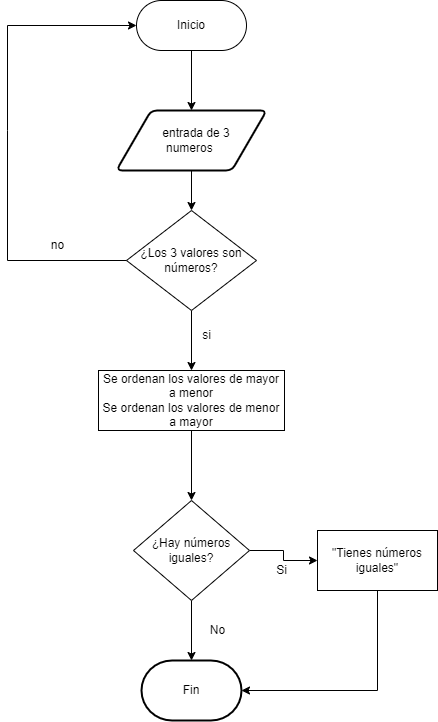 Inicio
entrada de 3
numeros
no
¿Los 3 valores son
números?
si
Se ordenan los valores de mayor
a menor
Se ordenan los valores de menor
a mayor
¿Hay números
iguales?
Si
"Tienes números
iguales"
No
Fin